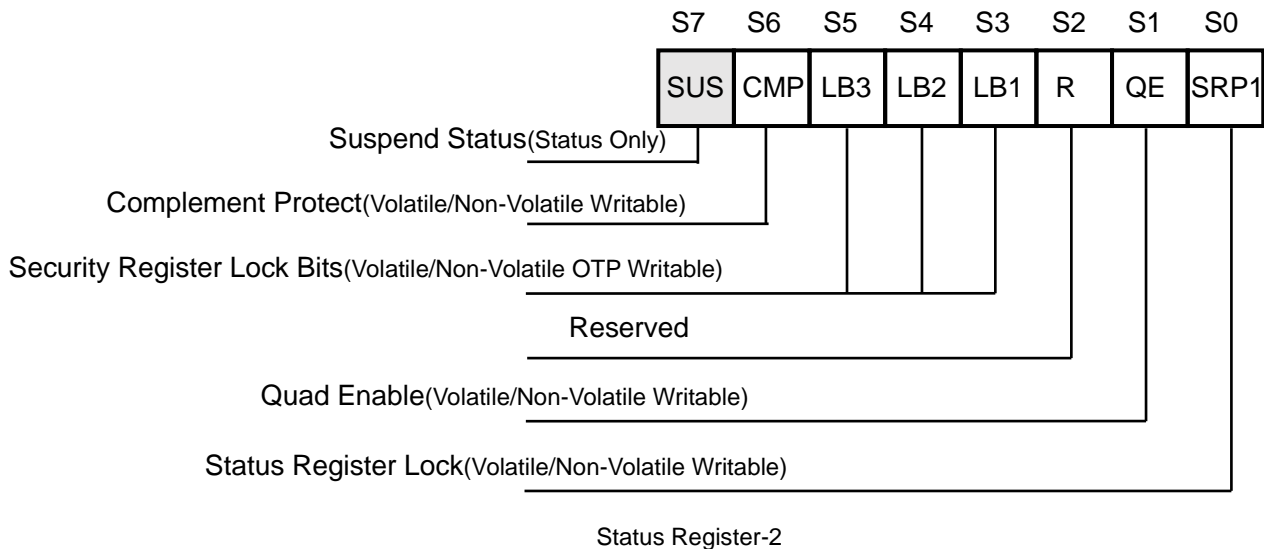 S7 S6 S5 S4 S3 S2 S1 S0
SUS CMP LB3 LB2 LB1 R QE SRP1
Suspend Status(Status Only)
Complement Protect(Volatile/Non-Volatile Writable)
Security Register Lock Bits(Volatile/Non-Volatile OTP Writable)
Reserved
Quad Enable(Volatile/Non-Volatile Writable)
Status Register Lock(Volatile/Non-Volatile Writable)
Status Register-2